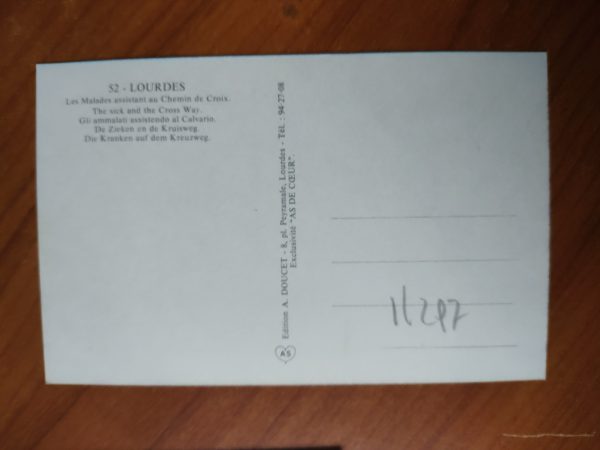 52 - LOURDES
Les Malades assistant au Chemin de Croix.
The sick and the Cross Way.
Gli ammalati assistendo al Calvario.
De Zieken en de Kruisweg.
Die Kranken auf dem Kreuzweg.
Edition A. DOUCET - 8, pl. Peyramale, Lourdes - Tél. : 94-27-08
Exclusivité "AS DE CŒUR".
AS